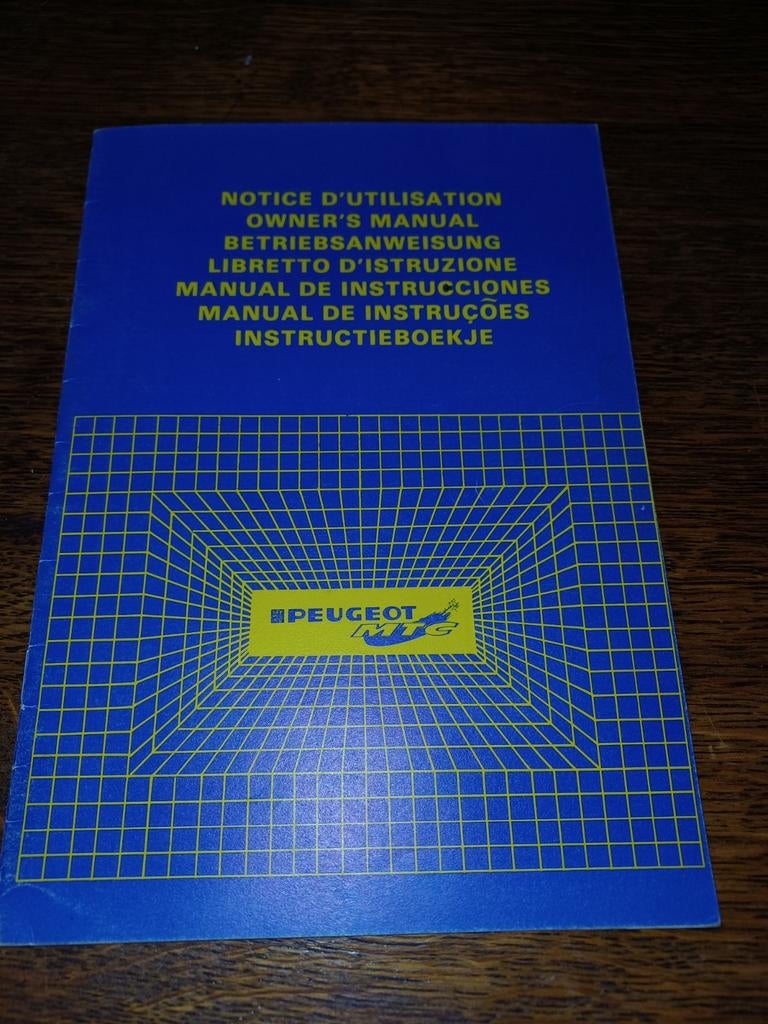 NOTICE D'UTILISATION
OWNER'S MANUAL
BETRIEBSANWEISUNG
LIBRETTO D'ISTRUZIONE
MANUAL DE INSTRUCCIONES
MANUAL DE INSTRUÇÕES
INSTRUCTIEBOEKJE
PEUGEOT
MTC